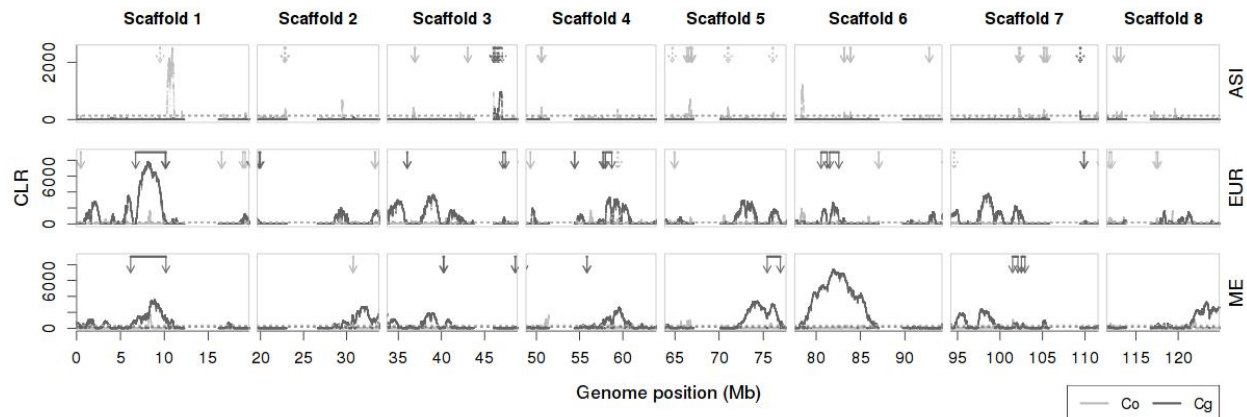 Scaffold 1 Scaffold 2 Scaffold 3 Scaffold 4 Scaffold 5 Scaffold 6 Scaffold 7 Scaffold 8
2000
0
ASI
CLR
6000
0
EUR
6000
0
ME
0 5 10 15 20 25 30 35 40 45 50 55 60 65 70 75 80 85 90 95 100 105 110 115 120
Genome position (Mb)
Co Cg